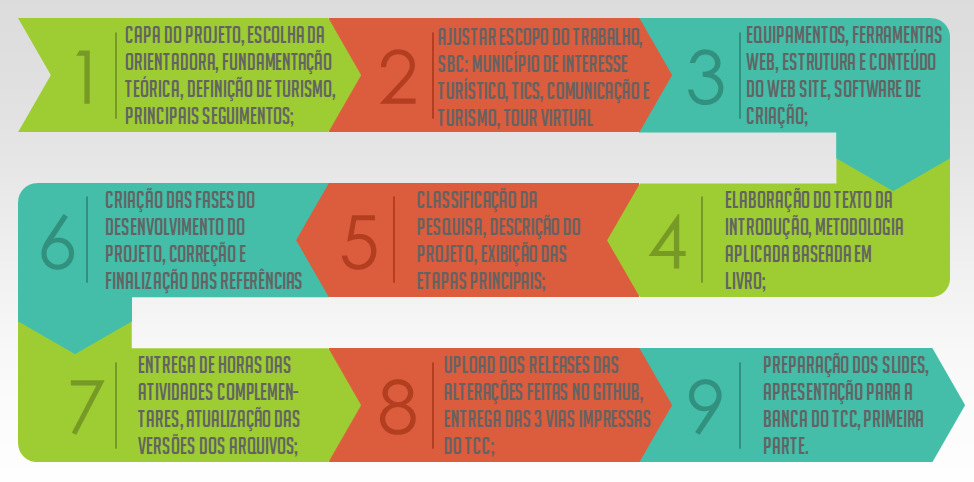 1
CAPA DO PROJETO, ESCOLHA DA
ORIENTADORA, FUNDAMENTAÇÃO
TEÓRICA, DEFINIÇÃO DE TURISMO,
PRINCIPAIS SEGUIMENTOS;
2
AJUSTAR ESCOPO DO TRABALHO,
SBC: MUNICÍPIO DE INTERESSE
TURÍSTICO, TICS, COMUNICAÇÃO E
TURISMO, TOUR VIRTUAL
3
EQUIPAMENTOS, FERRAMENTAS
WEB, ESTRUTURA E CONTEÚDO
DO WEB SITE, SOFTWARE DE
CRIAÇÃO;
4
ELABORAÇÃO DO TEXTO DA
INTRODUÇÃO, METODOLOGIA
APLICADA BASEADA EM
LIVRO;
5
CLASSIFICAÇÃO DA
PESQUISA, DESCRIÇÃO DO
PROJETO, EXIBIÇÃO DAS
ETAPAS PRINCIPAIS;
6
CRIAÇÃO DAS FASES DO
DESENVOLVIMENTO DO
PROJETO, CORREÇÃO E
FINALIZAÇÃO DAS REFERÊNCIAS
7
ENTREGA DE HORAS DAS
ATIVIDADES COMPLEMEN-
TARES, ATUALIZAÇÃO DAS
VERSÕES DOS ARQUIVOS;
8
UPLOAD DOS RELEASES DAS
ALTERAÇÕES FEITAS NO GITHUB,
ENTREGA DAS 3 VIAS IMPRESSAS
DO TCC;
9
PREPARAÇÃO DOS SLIDES,
APRESENTAÇÃO PARA A
BANCA DO TCC, PRIMEIRA
PARTE.